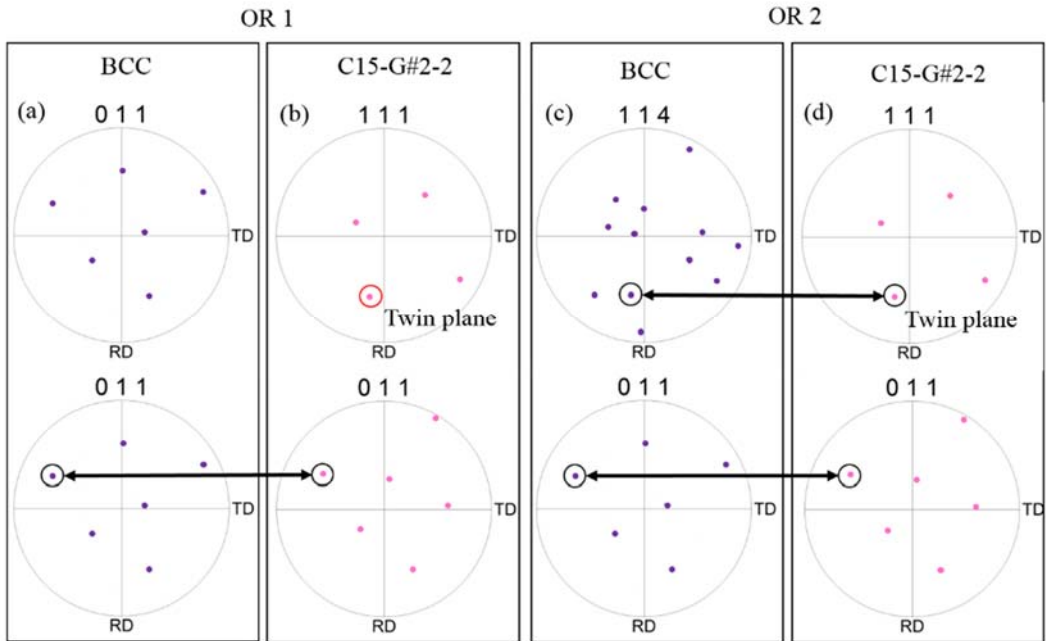 OR 1
OR 2
BCC
C15-G#2-2
BCC
C15-G#2-2
(a)
0 1 1
(b)
1 1 1
(c)
1 1 4
(d)
1 1 1
TD
TD
TD
TD
Twin plane
Twin plane
RD
RD
RD
RD
0 1 1
0 1 1
0 1 1
0 1 1
TD
TD
TD
TD
RD
RD
RD
RD